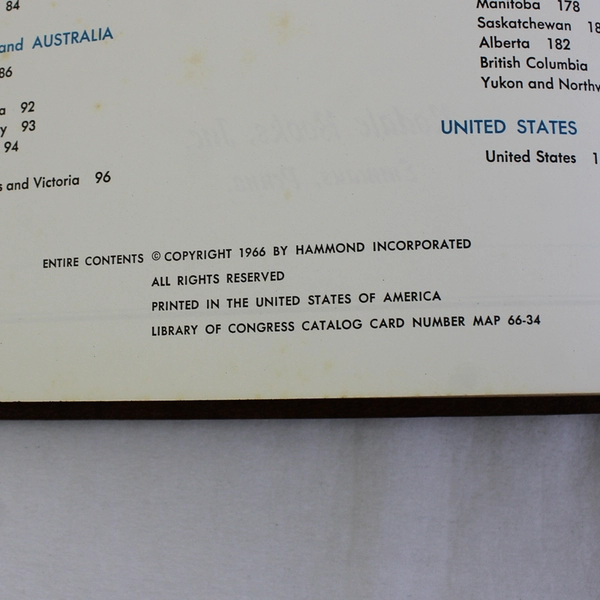 84
and AUSTRALIA
86
a 92
y 93
94
s and Victoria 96
Manitoba 178
Saskatchewan 18
Alberta 182
British Columbia
Yukon and Northw
UNITED STATES
United States 1
ENTIRE CONTENTS © COPYRIGHT 1966 BY HAMMOND INCORPORATED
ALL RIGHTS RESERVED
PRINTED IN THE UNITED STATES OF AMERICA
LIBRARY OF CONGRESS CATALOG CARD NUMBER MAP 66-34